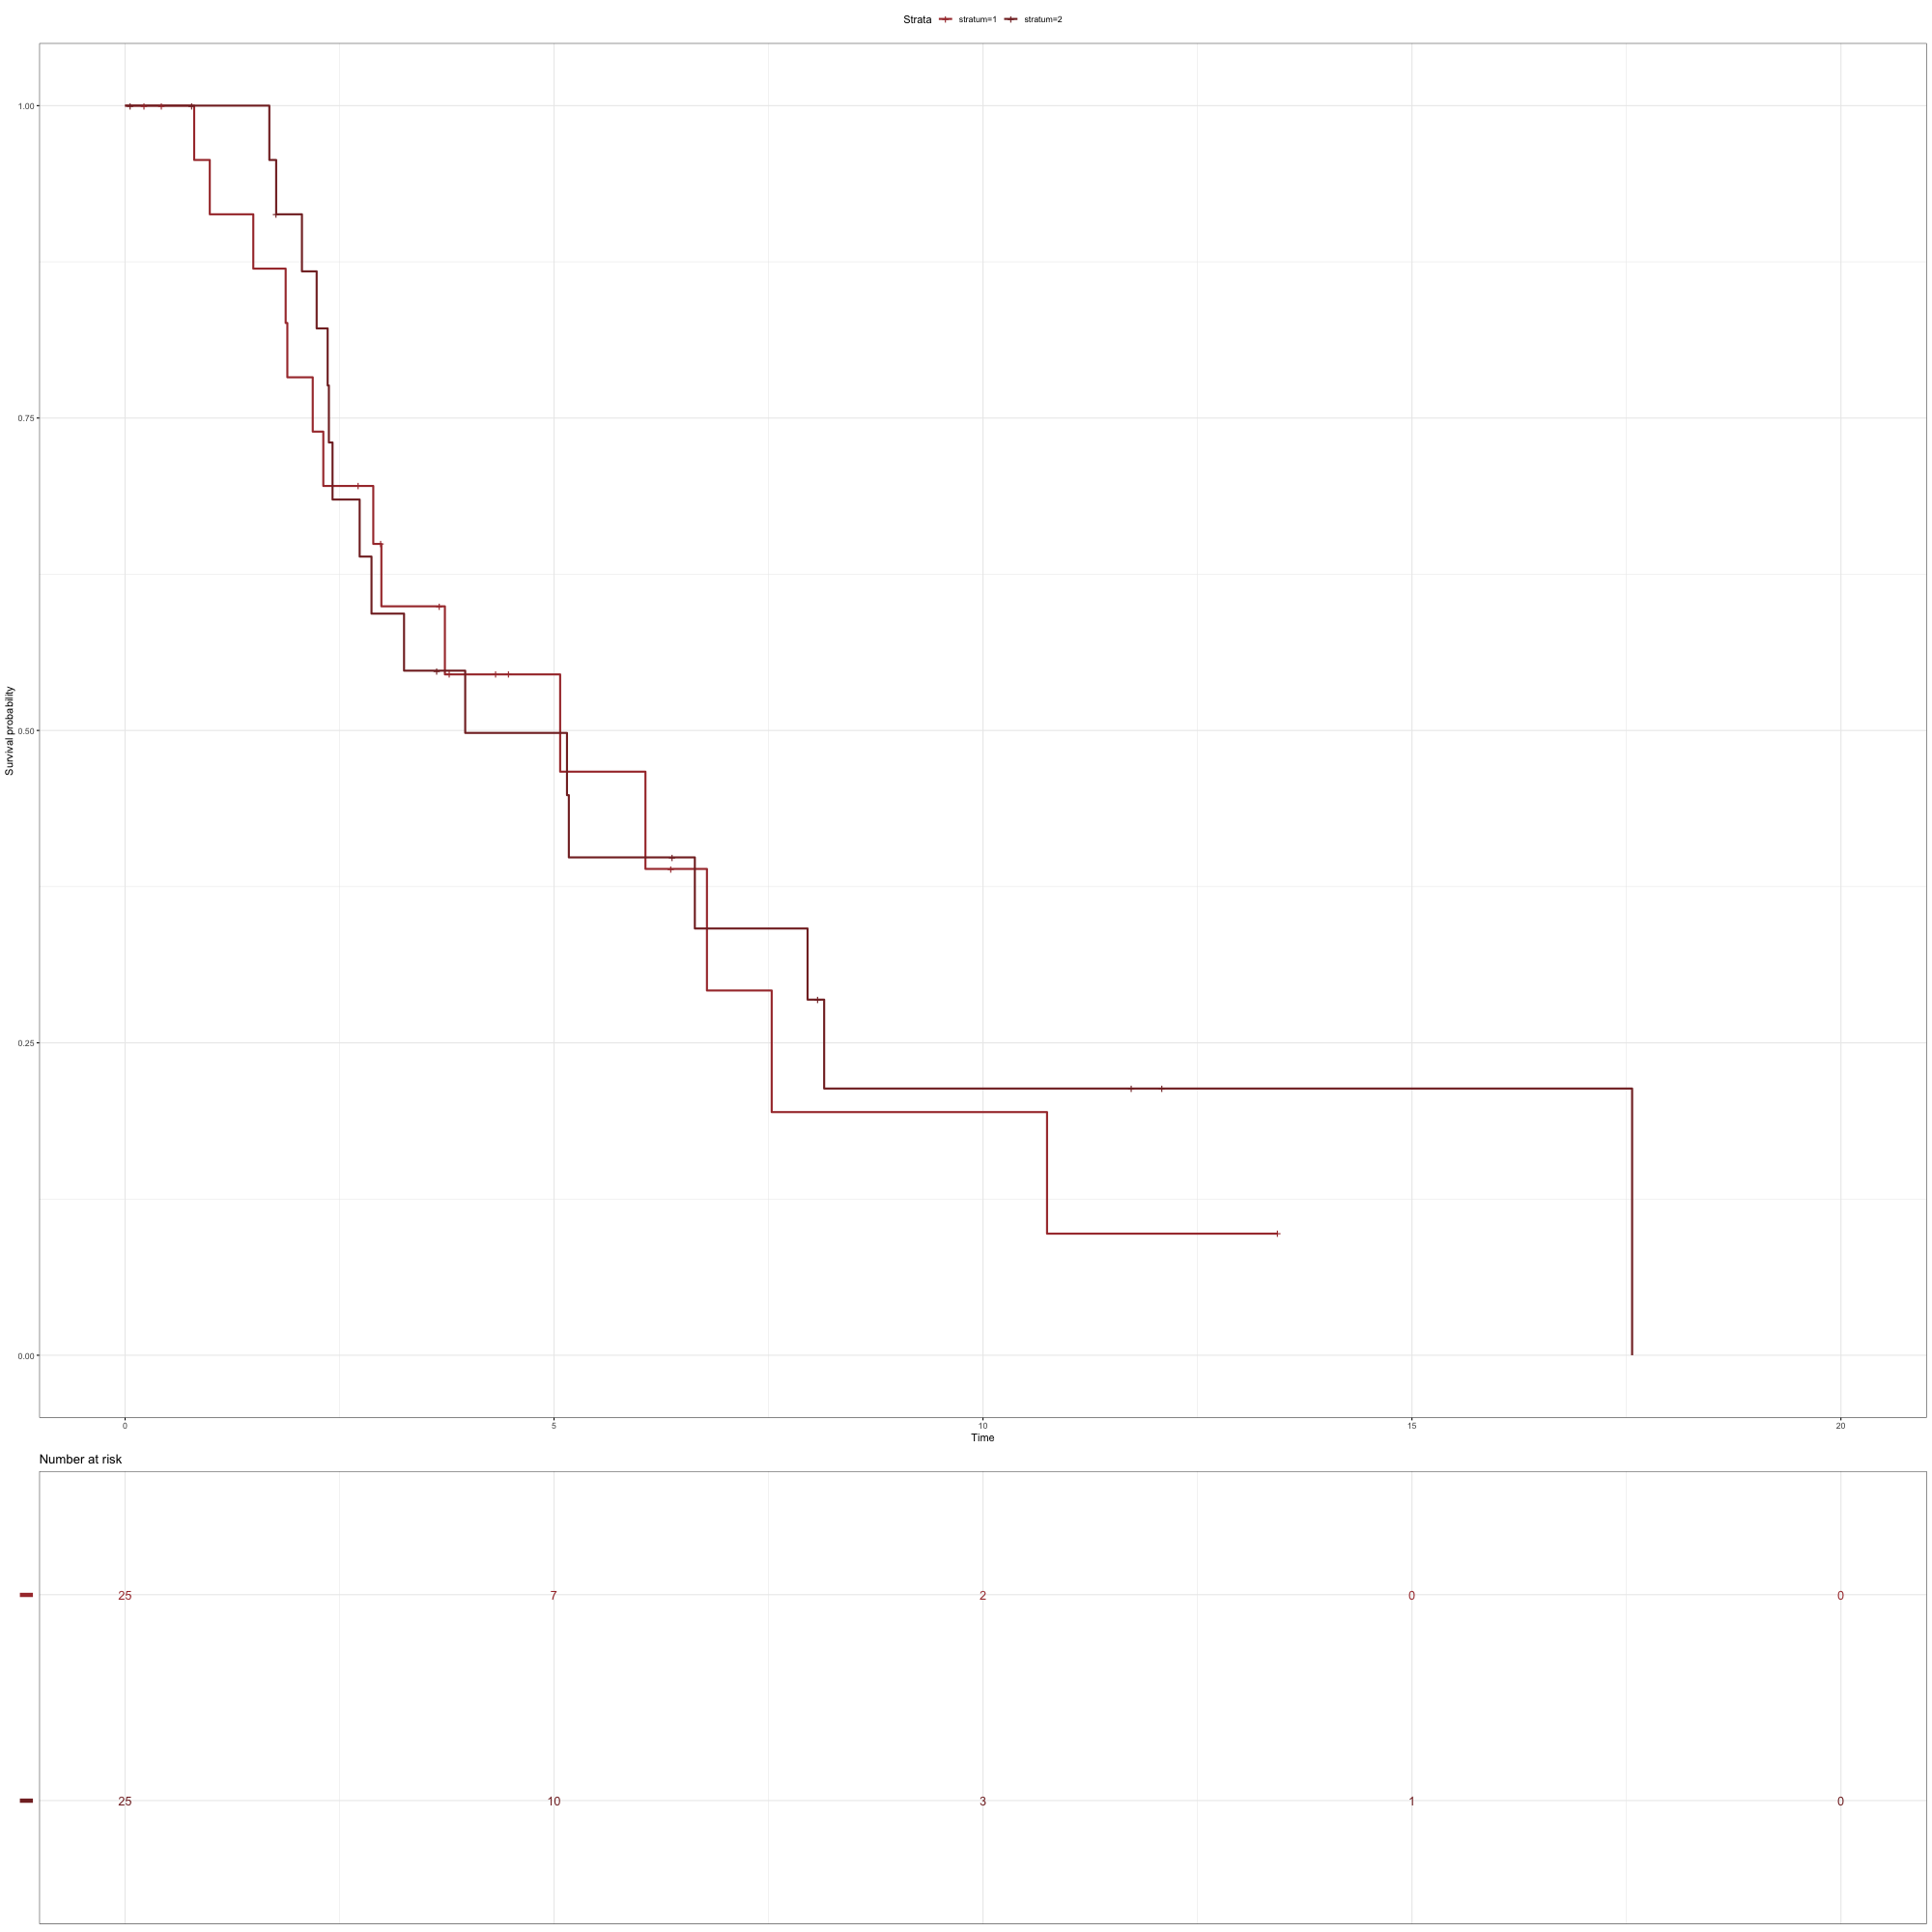 Strata stratum=1 stratum=2
1.00
0.75
0.50
0.25
0.00
Survival probability
0 5 10 15 20
Time
Number at risk
25 7 2 0 0
25 10 3 1 0